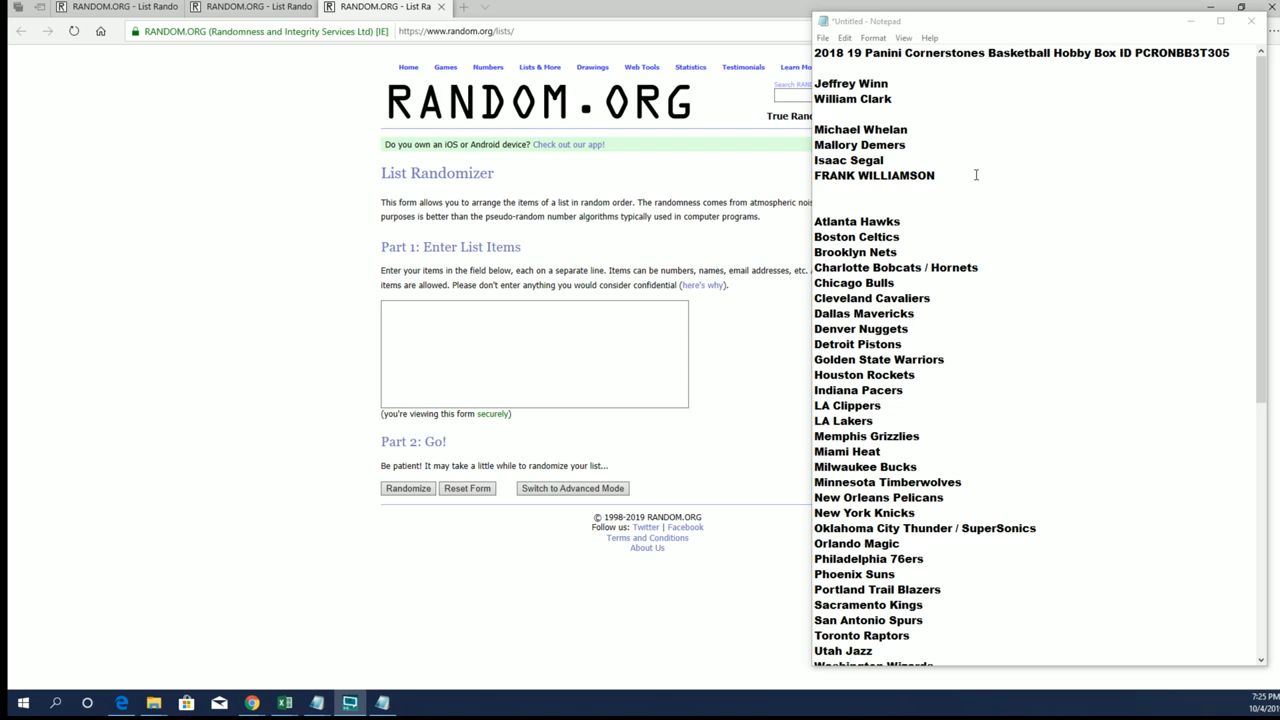 RANDOM.ORG - List Rando
RANDOM.ORG - List Rando
RANDOM.ORG - List Ra
RANDOM.ORG (Randomness and Integrity Services Ltd) [IE]
https://www.random.org/lists/
Home Games Numbers Lists & More Drawings Web Tools Statistics Testimonials Learn Mo
RANDOM.ORG
Search RAND
True Ran
Do you own an iOS or Android device? Check out our app!
List Randomizer
This form allows you to arrange the items of a list in random order. The randomness comes from atmospheric noi
purposes is better than the pseudo-random number algorithms typically used in computer programs.
Part 1: Enter List Items
Enter your items in the field below, each on a separate line. Items can be numbers, names, email addresses, etc.
items are allowed. Please don't enter anything you would consider confidential (here's why).
(you're viewing this form securely)
Part 2: Go!
Be patient! It may take a little while to randomize your list...
Randomize Reset Form Switch to Advanced Mode
© 1998-2019 RANDOM.ORG
Follow us: Twitter | Facebook
Terms and Conditions
About Us
*Untitled - Notepad
File Edit Format View Help
2018 19 Panini Cornerstones Basketball Hobby Box ID PCRONBB3T305
Jeffrey Winn
William Clark
Michael Whelan
Mallory Demers
Isaac Segal
FRANK WILLIAMSON
Atlanta Hawks
Boston Celtics
Brooklyn Nets
Charlotte Bobcats / Hornets
Chicago Bulls
Cleveland Cavaliers
Dallas Mavericks
Denver Nuggets
Detroit Pistons
Golden State Warriors
Houston Rockets
Indiana Pacers
LA Clippers
LA Lakers
Memphis Grizzlies
Miami Heat
Milwaukee Bucks
Minnesota Timberwolves
New Orleans Pelicans
New York Knicks
Oklahoma City Thunder / SuperSonics
Orlando Magic
Philadelphia 76ers
Phoenix Suns
Portland Trail Blazers
Sacramento Kings
San Antonio Spurs
Toronto Raptors
Utah Jazz
Washington Wizards
7:25 PM
10/4/201